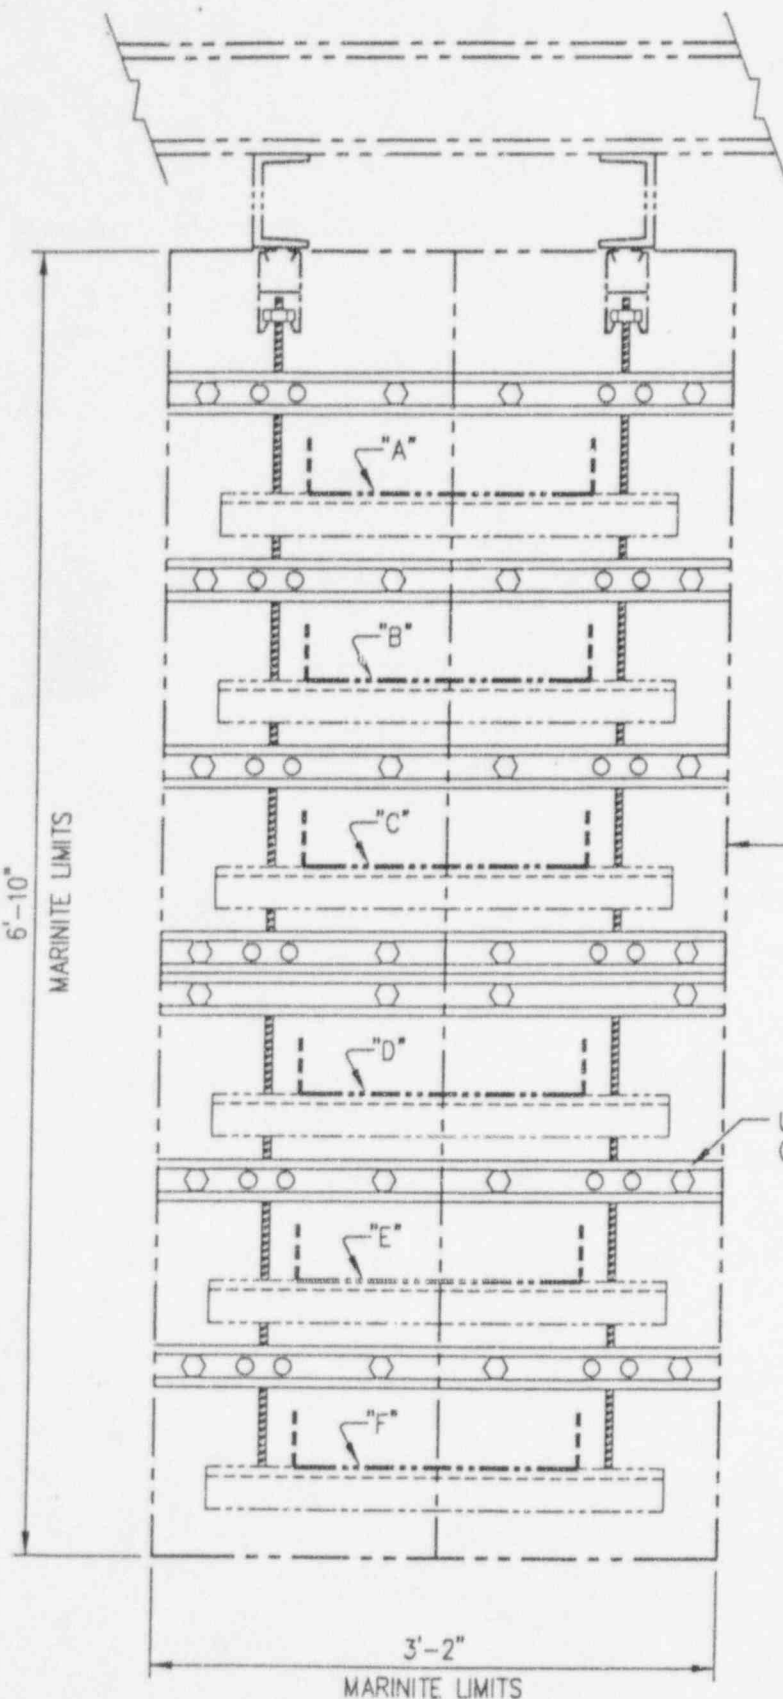 "A"
"B"
"C"
6'-10"
MARINITE LIMITS
"D"
"E"
"F"
3'-2"
MARINITE LIMITS